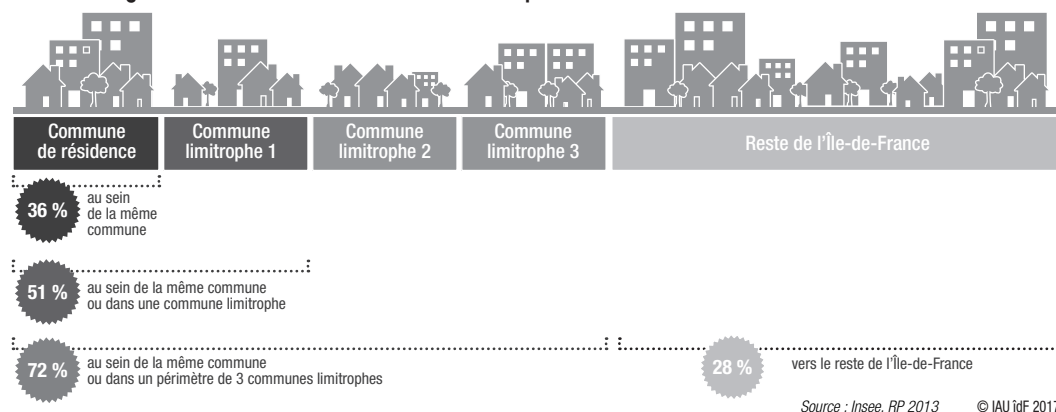 Commune
de résidence
Commune
limitrophe 1
Commune
limitrophe 2
Commune
limitrophe 3
Reste de l’Île-de-France
36 %
au sein
de la même
commune
51 %
au sein de la même commune
ou dans une commune limitrophe
72 %
au sein de la même commune
ou dans un périmètre de 3 communes limitrophes
28 %
vers le reste de l’Île-de-France
Source : Insee, RP 2013
© IAU îdF 2017